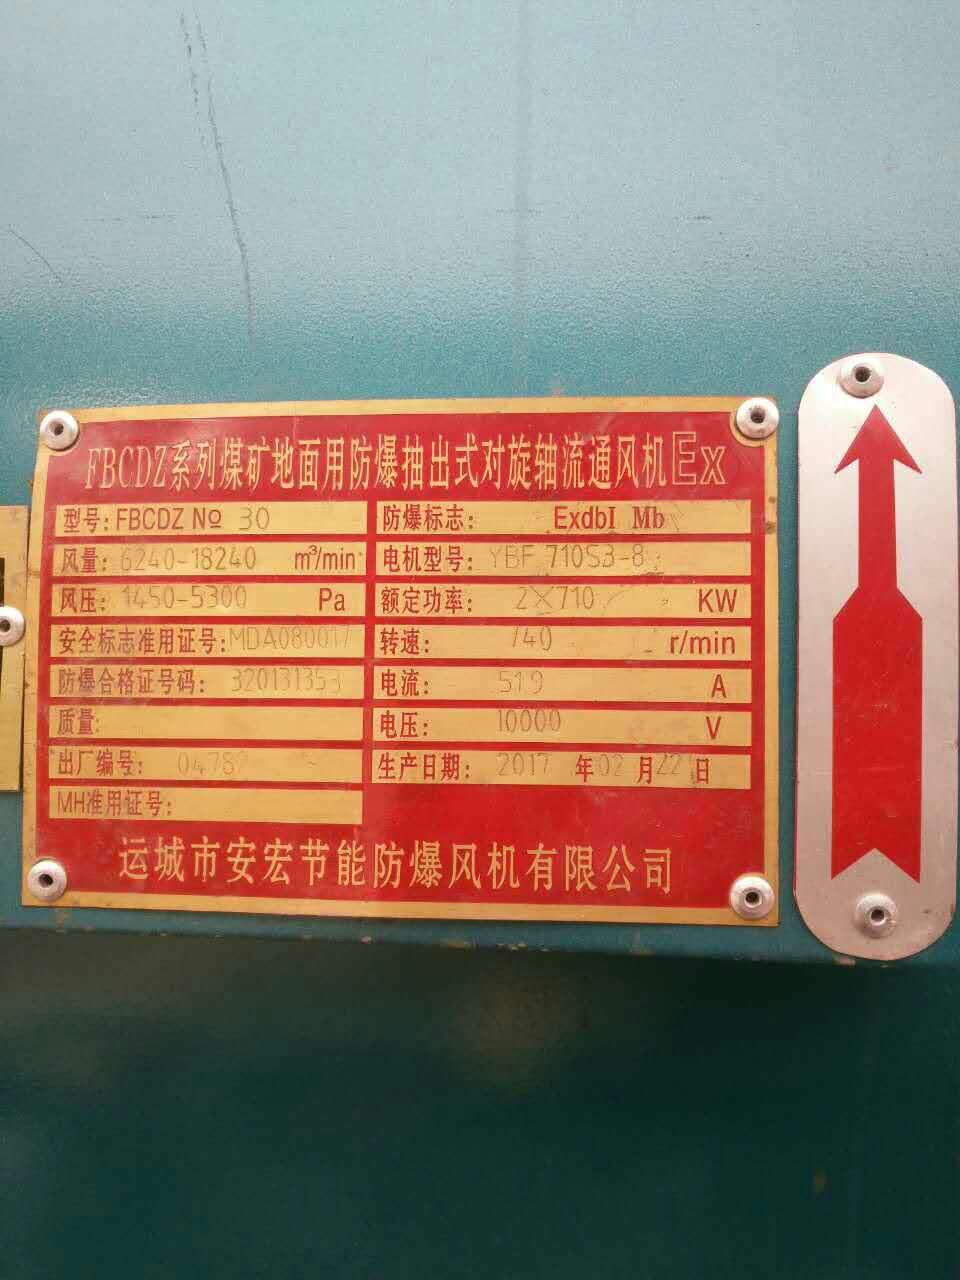 FBCDZ系列煤矿地面用防爆抽出式对旋轴流通风机 Ex
型号: FBCDZ No 30
防爆标志: ExdbI Mb
风量: 6240-18240 m³/min
电机型号: YBF 710S3-8
风压: 1450-5300 Pa
额定功率: 2×710 KW
安全标志准用证号: MDA080017
转速: 740 r/min
防爆合格证号码: 320131353
电流: 519 A
质量:
电压: 10000 V
出厂编号: 04782
生产日期: 2017 年 02 月 22 日
MH准用证号:
运城市安宏节能防爆风机有限公司